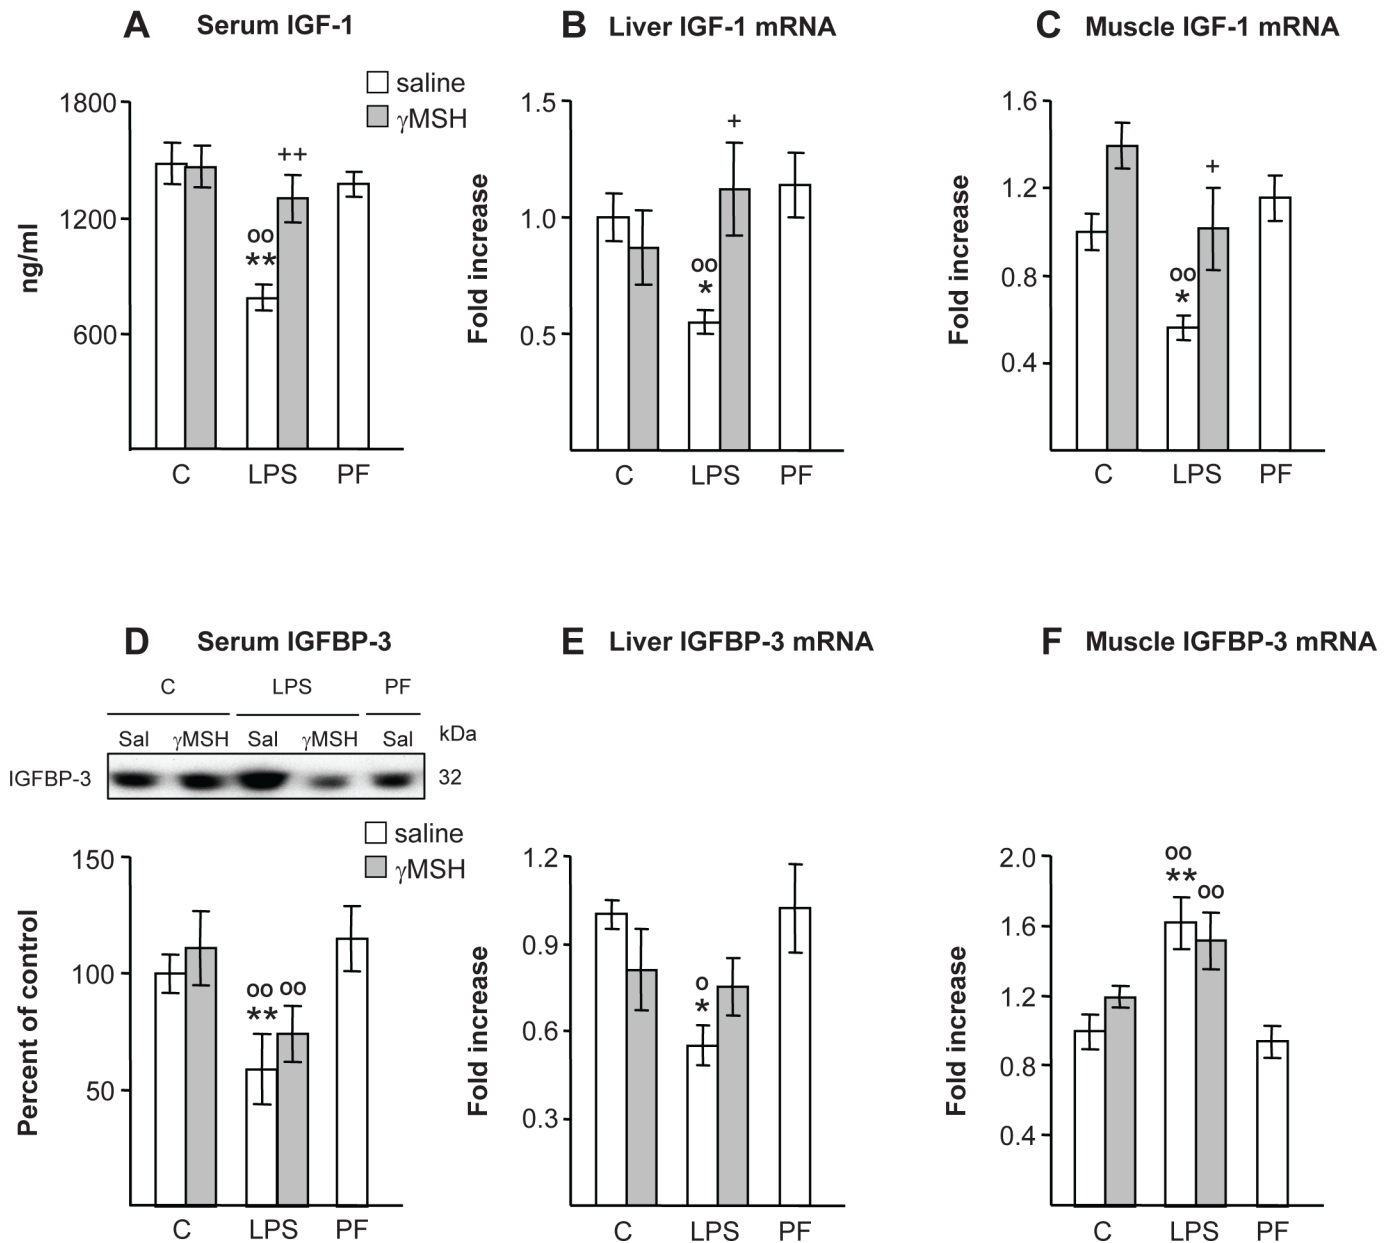 A Serum IGF-1
saline
γMSH
1800
1200
600
ng/ml
oo
**
++
C LPS PF
B Liver IGF-1 mRNA
1.5
1.0
0.5
Fold increase
oo
*
+
C LPS PF
C Muscle IGF-1 mRNA
1.6
1.2
0.8
0.4
Fold increase
oo
*
+
C LPS PF
D Serum IGFBP-3
C LPS PF
Sal γMSH Sal γMSH Sal kDa
IGFBP-3 32
saline
γMSH
150
100
50
Percent of control
oo oo
**
C LPS PF
E Liver IGFBP-3 mRNA
1.2
0.9
0.6
0.3
Fold increase
o
*
C LPS PF
F Muscle IGFBP-3 mRNA
2.0
1.6
1.2
0.8
0.4
Fold increase
oo
** oo
C LPS PF